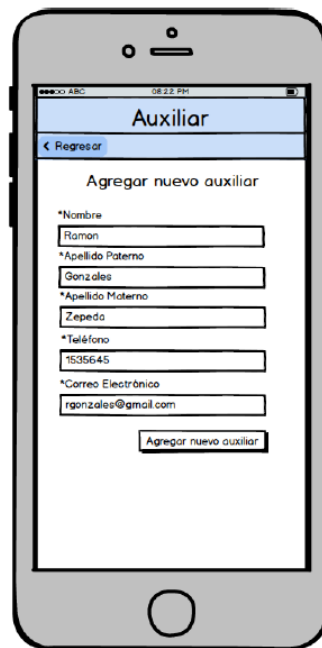 ABC 08:22 PM
Auxiliar
< Regresar
Agregar nuevo auxiliar
*Nombre
Ramon
*Apellido Paterno
Gonzales
*Apellido Materno
Zepeda
*Teléfono
1535645
*Correo Electrónico
rgonzales@gmail.com
Agregar nuevo auxiliar